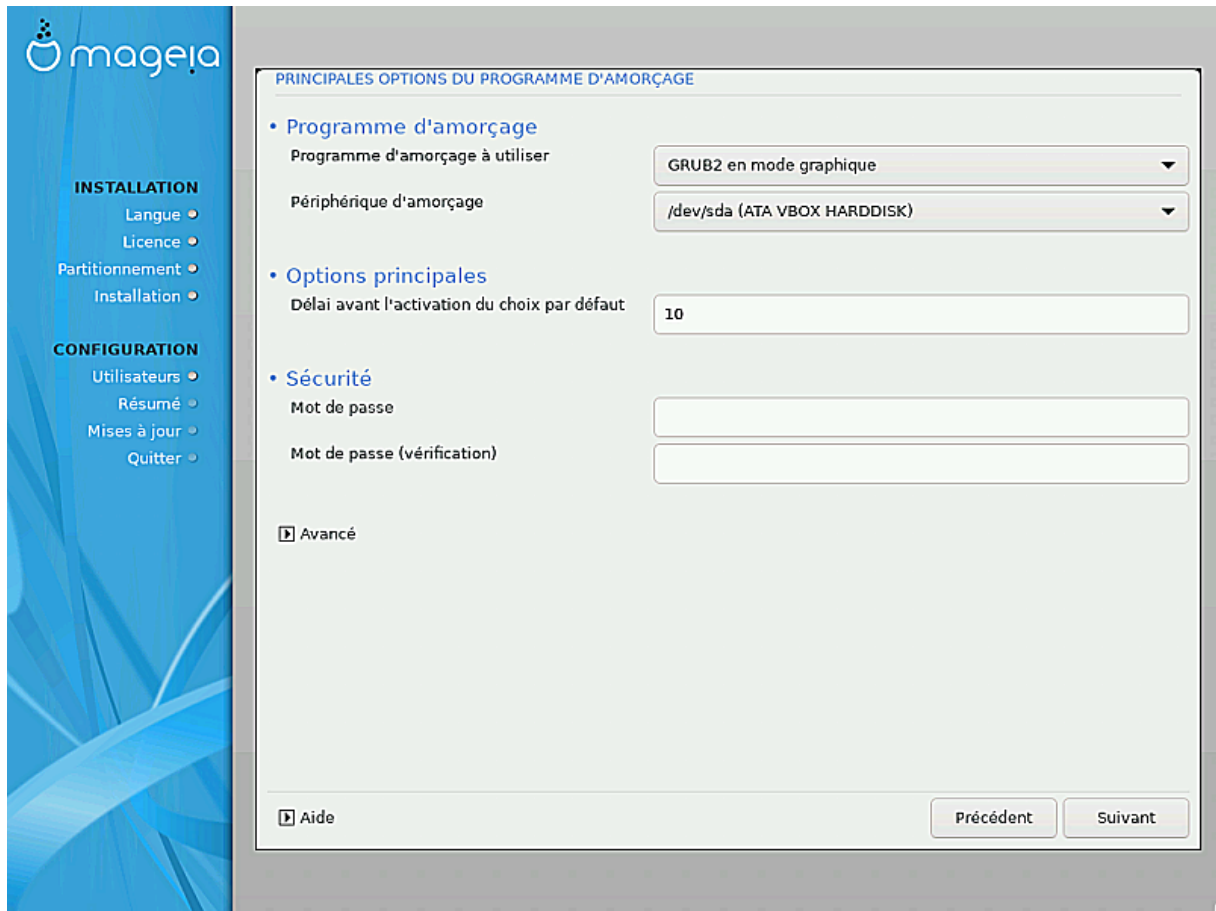 mageia
INSTALLATION
Langue
Licence
Partitionnement
Installation
CONFIGURATION
Utilisateurs
Résumé
Mises à jour
Quitter
PRINCIPALES OPTIONS DU PROGRAMME D'AMORÇAGE
• Programme d'amorçage
Programme d'amorçage à utiliser
GRUB2 en mode graphique
Périphérique d'amorçage
/dev/sda (ATA VBOX HARDDISK)
• Options principales
Délai avant l'activation du choix par défaut
10
• Sécurité
Mot de passe
Mot de passe (vérification)
Avancé
Aide
Précédent
Suivant